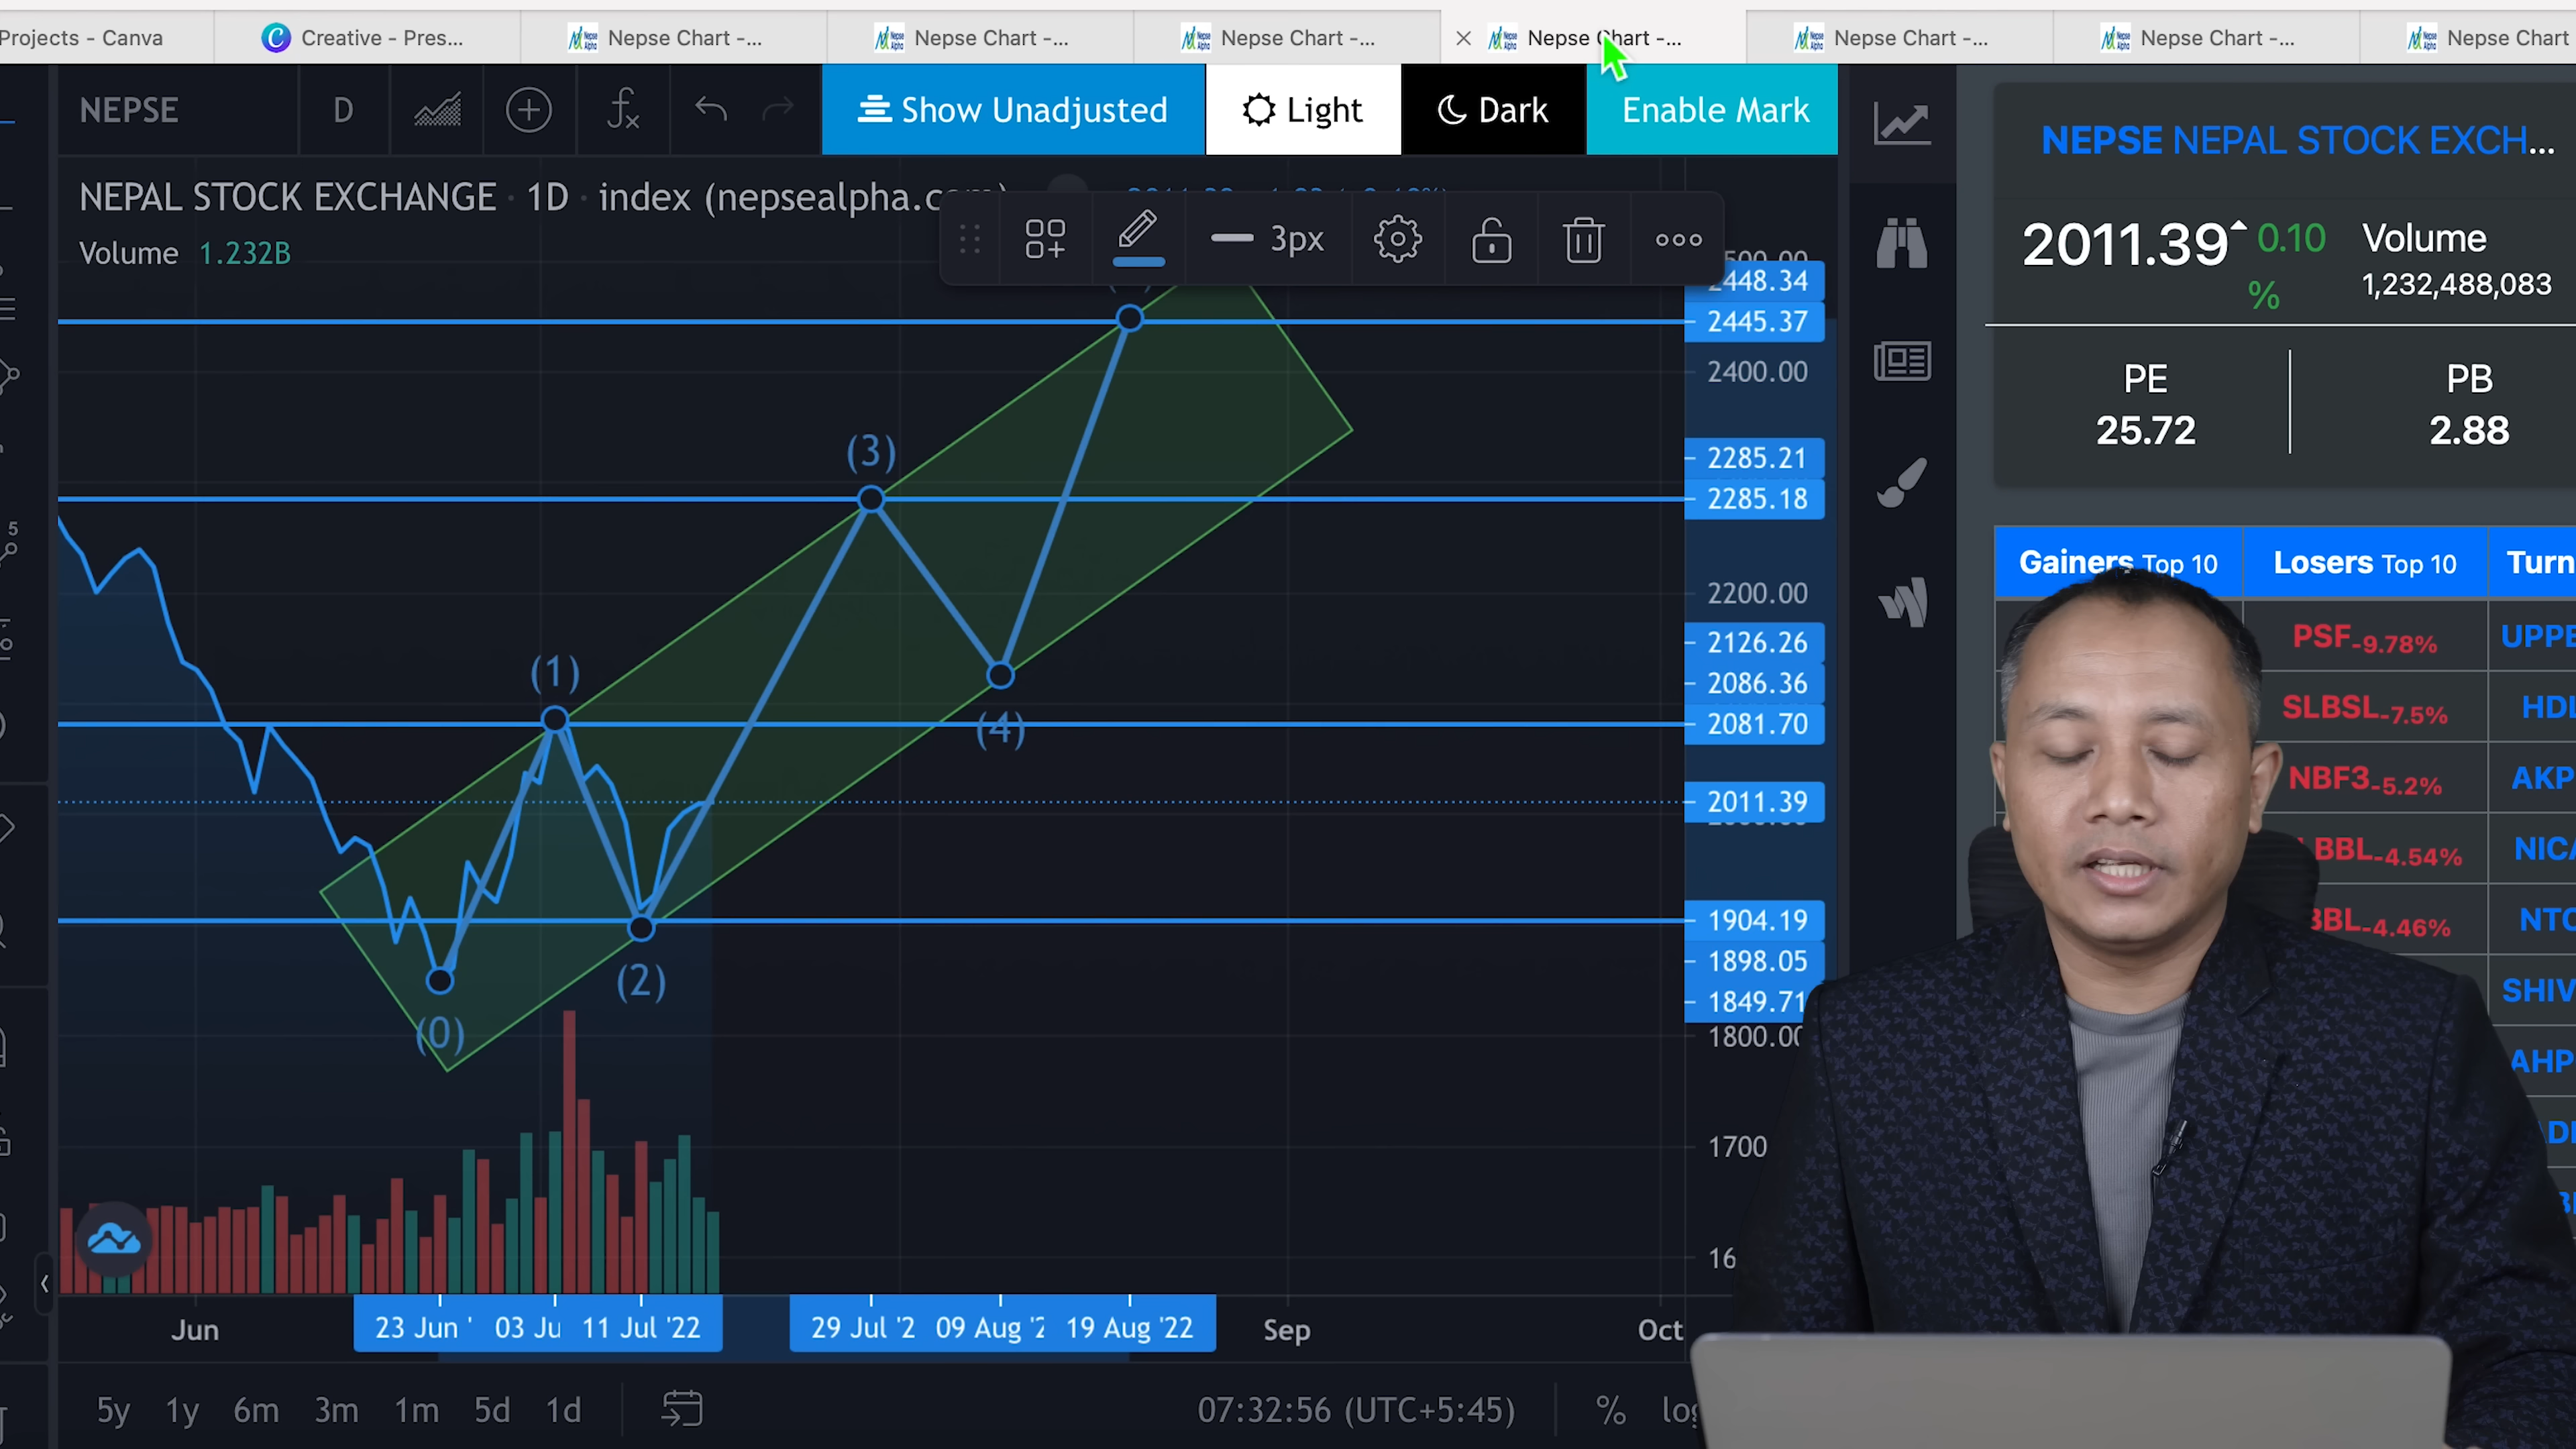 Projects - Canva
Creative - Pres...
Nepse Chart -...
Nepse Chart -...
Nepse Chart -...
Nepse Chart -...
Nepse Chart -...
Nepse Chart -...
Nepse Chart
NEPSE
D
Show Unadjusted
Light
Dark
Enable Mark
NEPAL STOCK EXCHANGE · 1D · index (nepsealpha.com)
Volume 1.232B
3px
2448.34
2445.37
2400.00
2285.21
2285.18
2200.00
2126.26
2086.36
2081.70
2011.39
1904.19
1898.05
1849.71
1800.00
1700
16
(3)
(1)
(4)
(2)
(0)
Jun
23 Jun '
03 Ju
11 Jul '22
29 Jul '2
09 Aug '2
19 Aug '22
Sep
Oct
5y 1y 6m 3m 1m 5d 1d
07:32:56 (UTC+5:45)
%
log
NEPSE NEPAL STOCK EXCH...
2011.39 0.10 %
Volume
1,232,488,083
PE
25.72
PB
2.88
Gainers Top 10
Losers Top 10
Turn
PSF-9.78%
UPPE
SLBSL-7.5%
HDL
NBF3-5.2%
AKP
BBL-4.54%
NICA
BBL-4.46%
NTC
SHIV
AHP